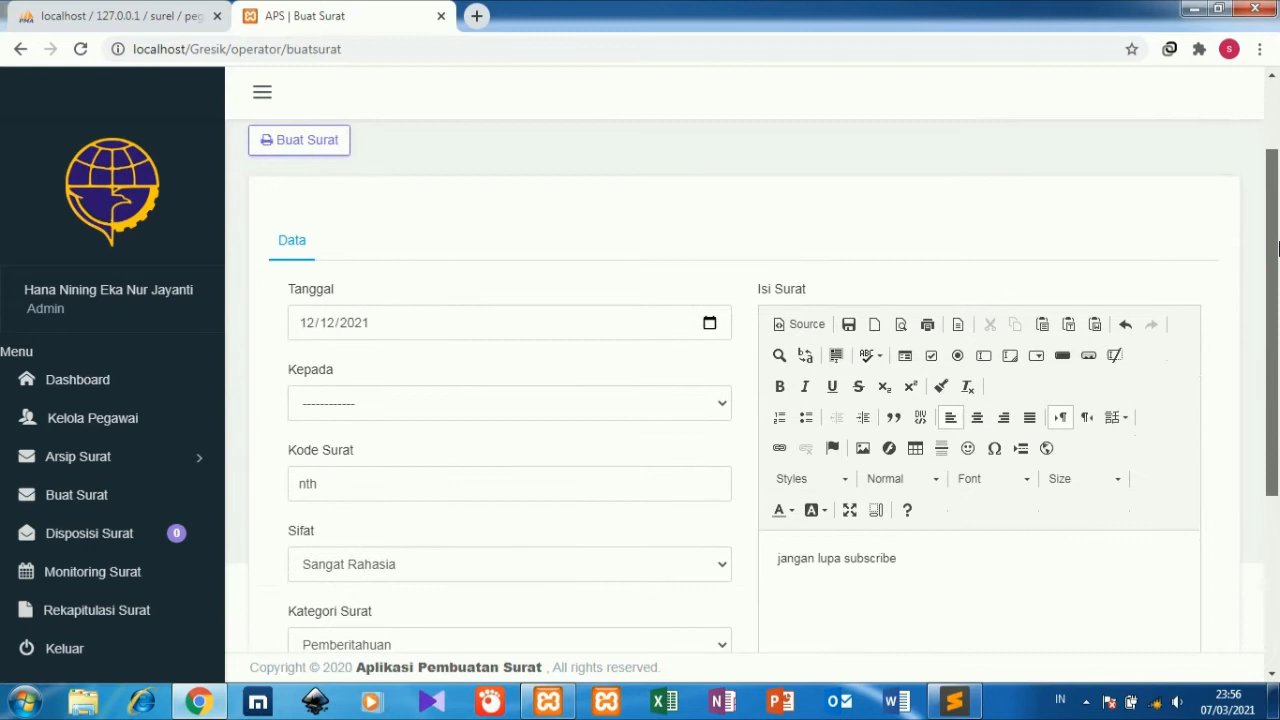 localhost / 127.0.0.1 / surel / peg
APS | Buat Surat
localhost/Gresik/operator/buatsurat
s
Buat Surat
Hana Nining Eka Nur Jayanti
Admin
Menu
Dashboard
Kelola Pegawai
Arsip Surat
Buat Surat
Disposisi Surat 0
Monitoring Surat
Rekapitulasi Surat
Keluar
Data
Tanggal
12/12/2021
Kepada
------------
Kode Surat
nth
Sifat
Sangat Rahasia
Kategori Surat
Pemberitahuan
Isi Surat
Source
Styles Normal Font Size
jangan lupa subscribe
Copyright © 2020 Aplikasi Pembuatan Surat , All rights reserved.
IN
23:56
07/03/2021